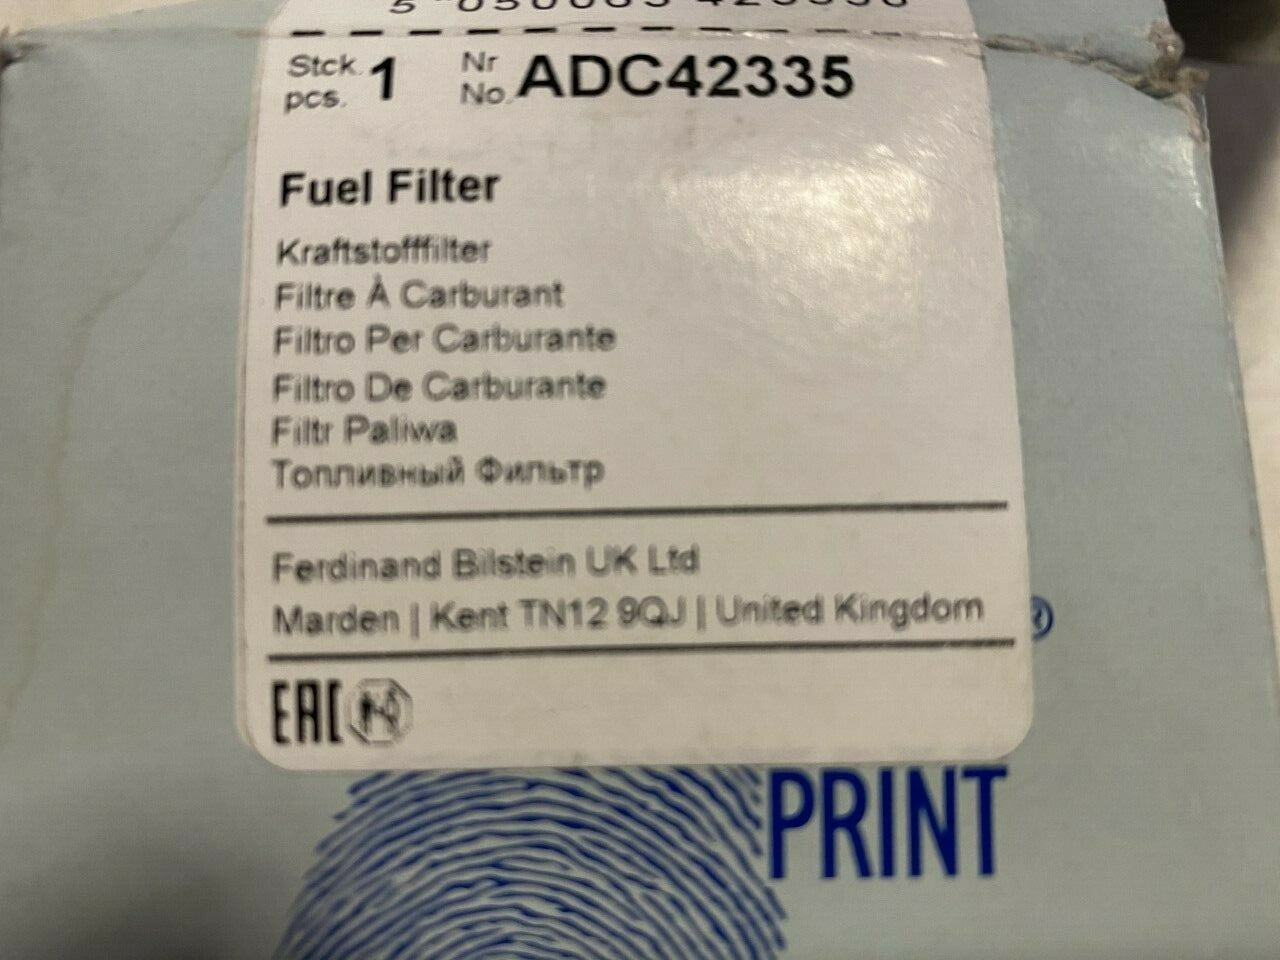 Stck. 1 Nr ADC42335
pcs. No.
Fuel Filter
Kraftstofffilter
Filtre À Carburant
Filtro Per Carburante
Filtro De Carburante
Filtr Paliwa
Топливный Фильтр
Ferdinand Bilstein UK Ltd
Marden | Kent TN12 9QJ | United Kingdom
EAC
®
PRINT